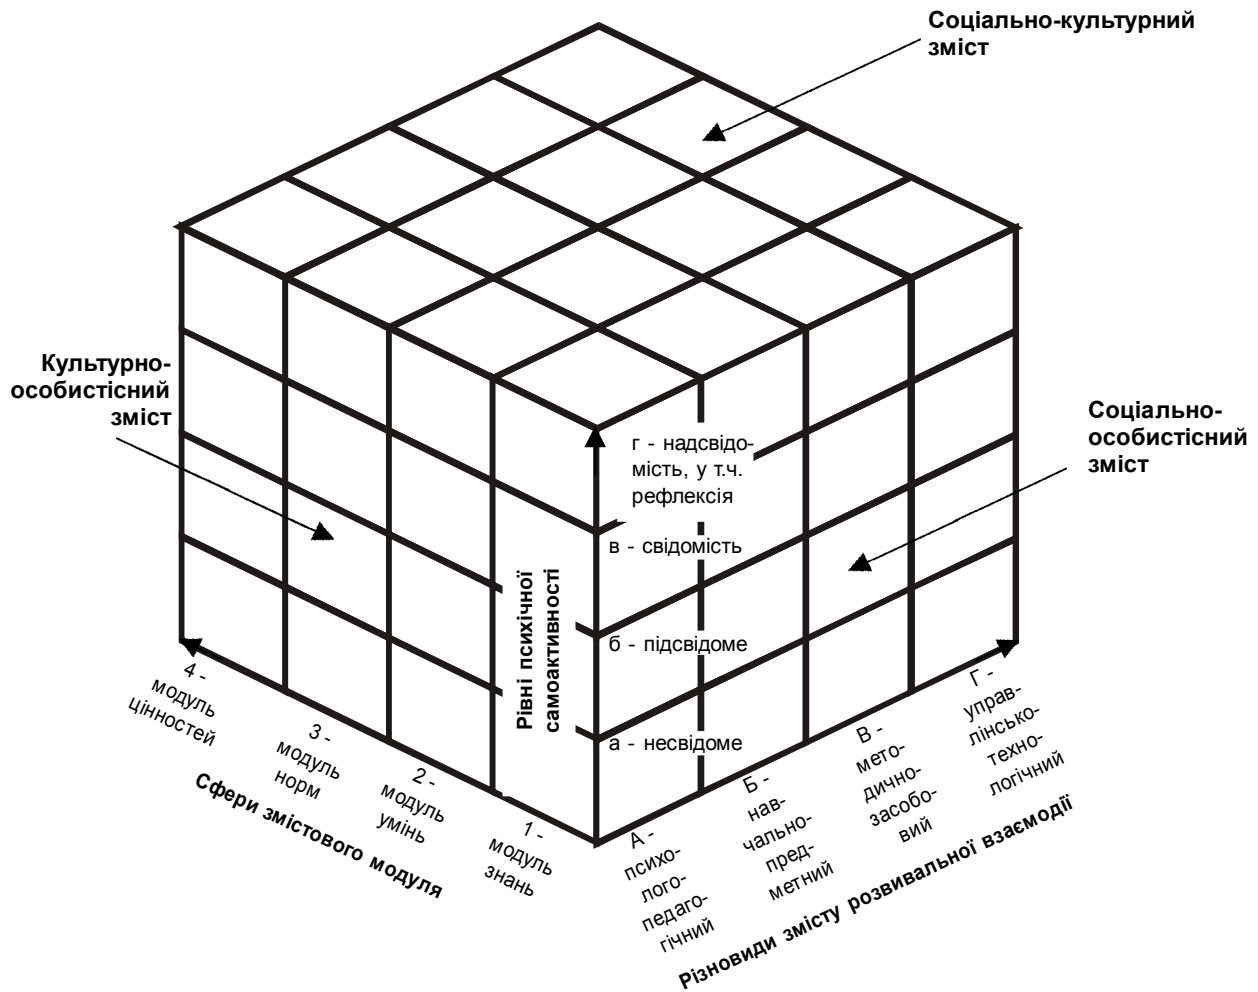 Соціально-культурний
зміст
Культурно-
особистісний
зміст
Соціально-
особистісний
зміст
г - надсвідо-
мість, у т.ч.
рефлексія
в - свідомість
б - підсвідоме
а - несвідоме
Рівні психічної
самоактивності
4 -
модуль
цінностей
3 -
модуль
норм
2 -
модуль
умінь
1 -
модуль
знань
Сфери змістового модуля
А -
психо-
лого-
педаго-
гічний
Б -
нав-
чально-
пред-
метний
В -
мето-
дично-
засобо-
вий
Г -
управ-
лінсько-
техно-
логічний
Різновиди змісту розвивальної взаємодії